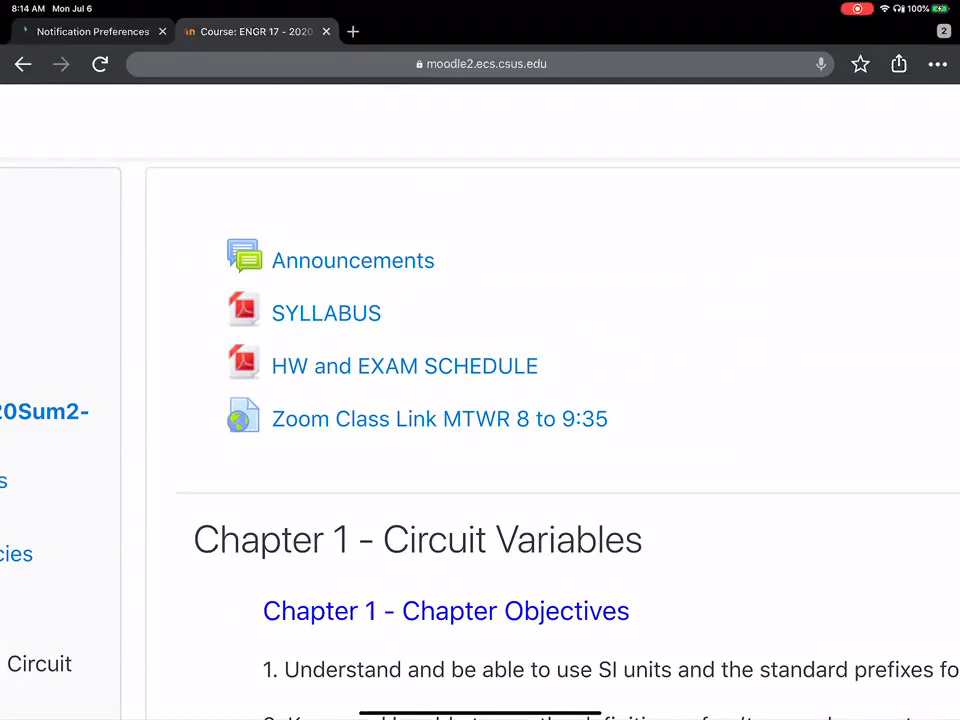 8:14 AM Mon Jul 6
100%
Notification Preferences
Course: ENGR 17 - 2020
2
moodle2.ecs.csus.edu
Announcements
SYLLABUS
HW and EXAM SCHEDULE
20Sum2-
Zoom Class Link MTWR 8 to 9:35
s
Chapter 1 - Circuit Variables
cies
Chapter 1 - Chapter Objectives
Circuit
1. Understand and be able to use SI units and the standard prefixes fo